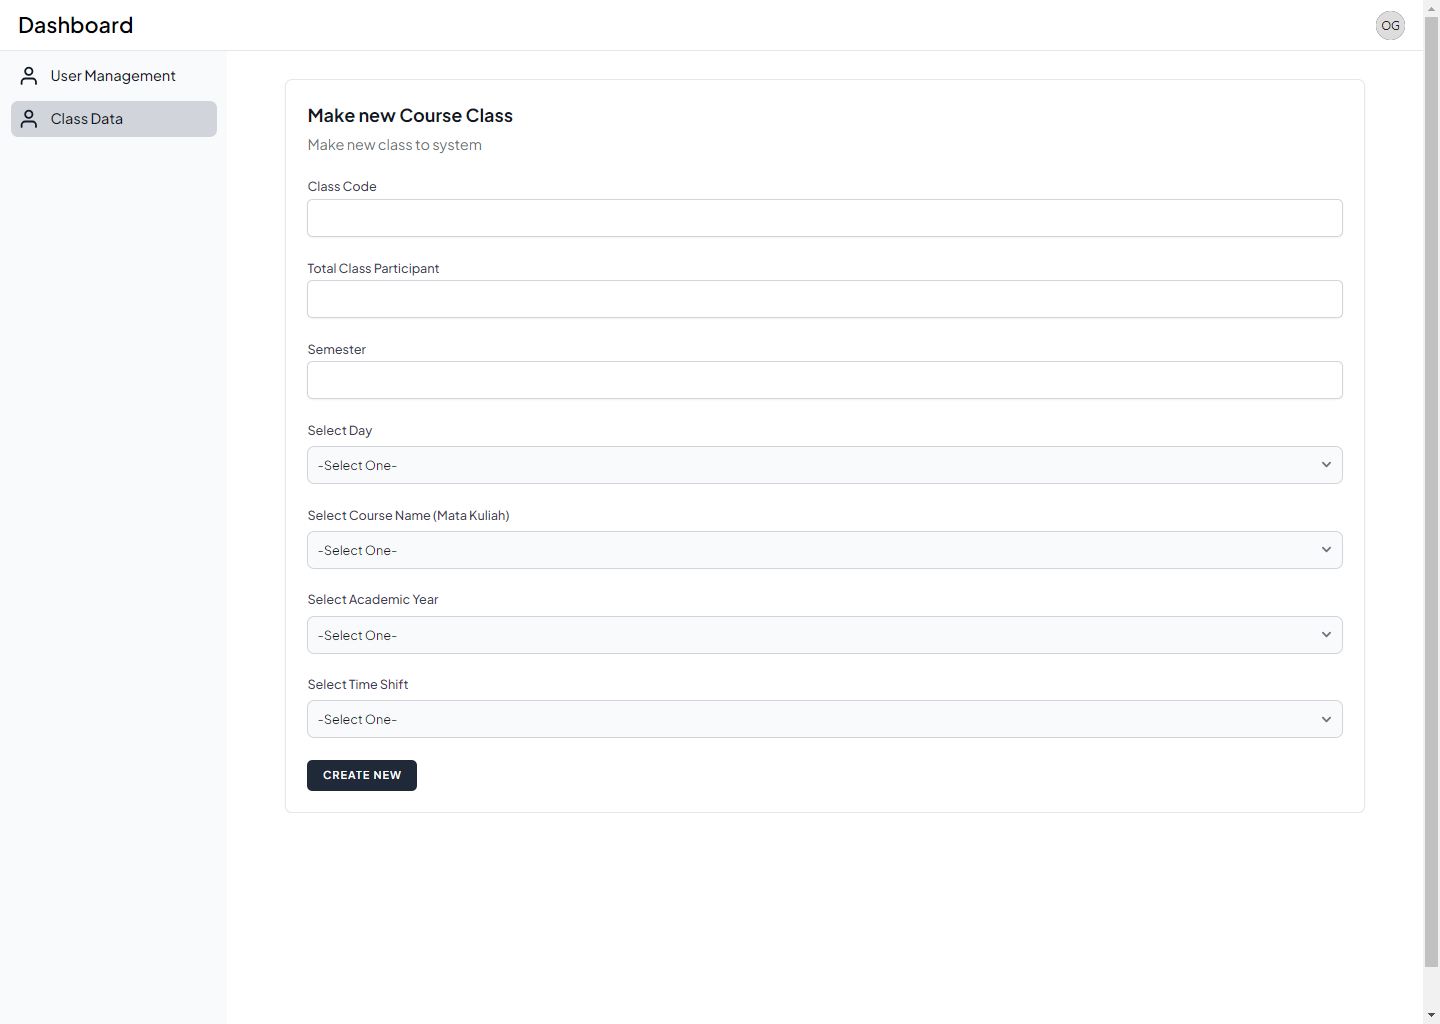 Dashboard
OG
User Management
Class Data
Make new Course Class
Make new class to system
Class Code
Total Class Participant
Semester
Select Day
-Select One-
Select Course Name (Mata Kuliah)
-Select One-
Select Academic Year
-Select One-
Select Time Shift
-Select One-
CREATE NEW